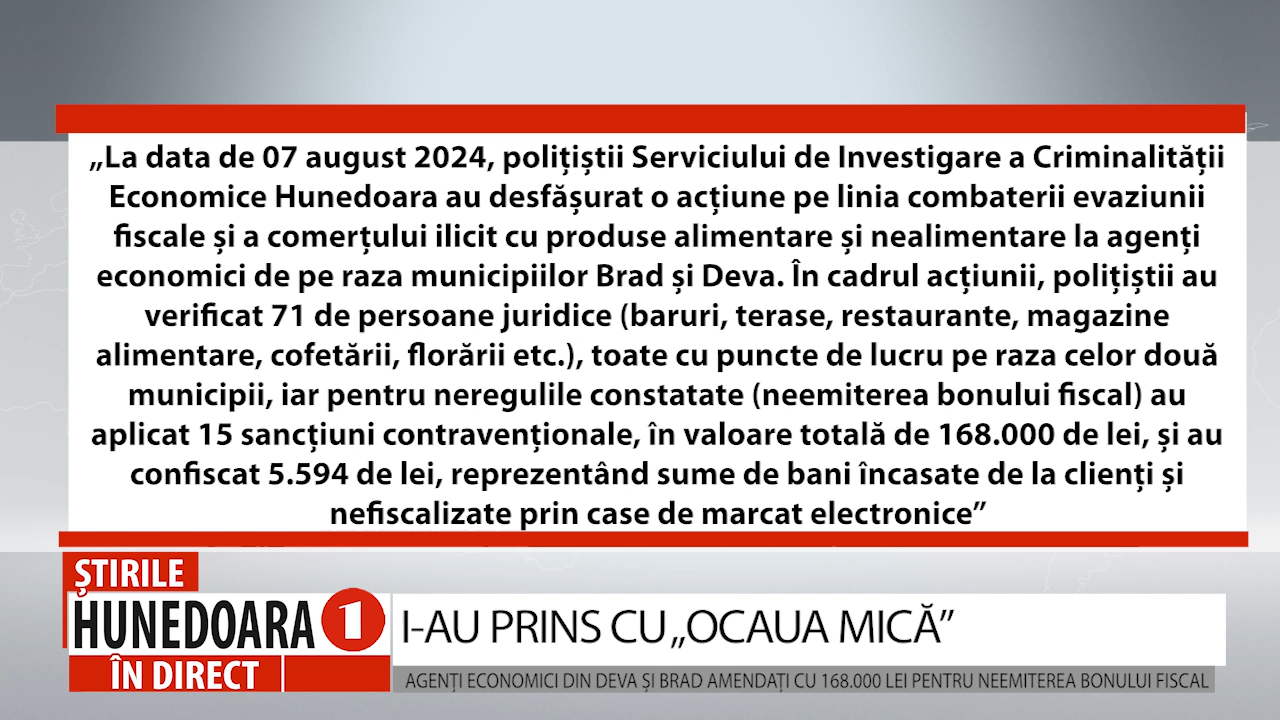 „La data de 07 august 2024, polițiștii Serviciului de Investigare a Criminalității
Economice Hunedoara au desfășurat o acțiune pe linia combaterii evaziunii
fiscale și a comerțului ilicit cu produse alimentare și nealimentare la agenți
economici de pe raza municipiilor Brad și Deva. În cadrul acțiunii, polițiștii au
verificat 71 de persoane juridice (baruri, terase, restaurante, magazine
alimentare, cofetării, florării etc.), toate cu puncte de lucru pe raza celor două
municipii, iar pentru neregulile constatate (neemiterea bonului fiscal) au
aplicat 15 sancțiuni contravenționale, în valoare totală de 168.000 de lei, și au
confiscat 5.594 de lei, reprezentând sume de bani încasate de la clienți și
nefiscalizate prin case de marcat electronice”
ȘTIRILE
HUNEDOARA 1
ÎN DIRECT
I-AU PRINS CU „OCAUA MICĂ”
AGENȚI ECONOMICI DIN DEVA ȘI BRAD AMENDAȚI CU 168.000 LEI PENTRU NEEMITEREA BONULUI FISCAL